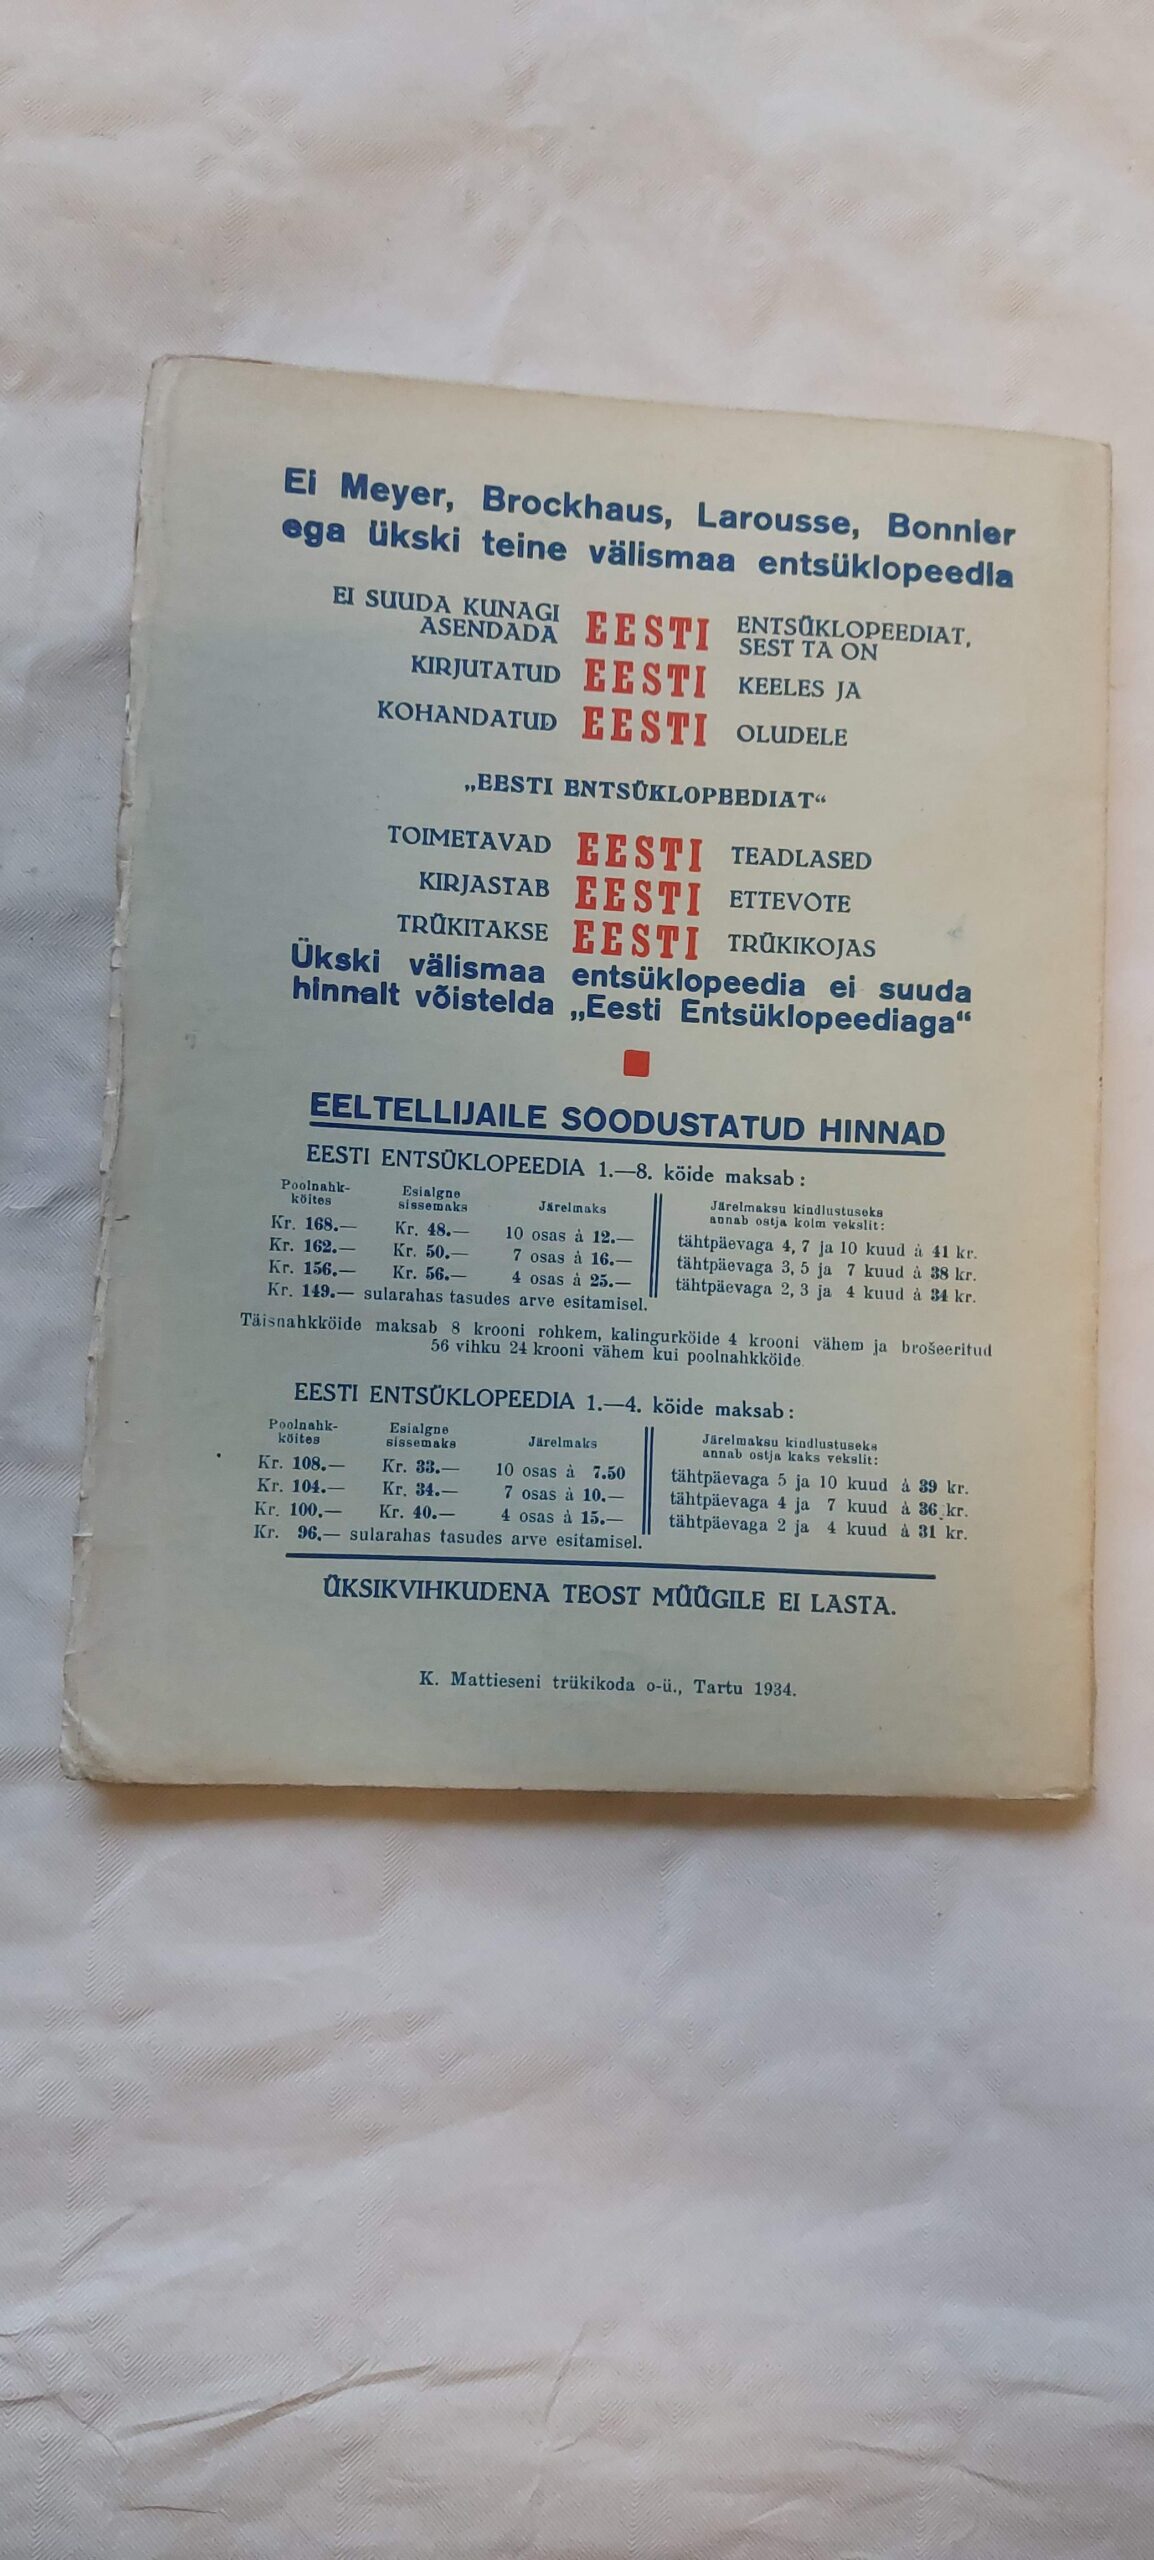 Ei Meyer, Brockhaus, Larousse, Bonnier
ega ükski teine välismaa entsüklopeedia
EI SUUDA KUNAGI ASENDADA EESTI ENTSÜKLOPEEDIAT, SEST TA ON
KIRJUTATUD EESTI KEELES JA
KOHANDATUD EESTI OLUDELE
„EESTI ENTSÜKLOPEEDIAT“
TOIMETAVAD EESTI TEADLASED
KIRJASTAB EESTI ETTEVÕTE
TRÜKITAKSE EESTI TRÜKIKOJAS
Ükski välismaa entsüklopeedia ei suuda
hinnalt võistelda „Eesti Entsüklopeediaga“
EELTELLIJAILE SOODUSTATUD HINNAD
EESTI ENTSÜKLOPEEDIA 1.—8. köide maksab:
Poolnahk-köites Esialgne sissemaks Järelmaks Järelmaksu kindlustuseks annab ostja kolm vekslit:
Kr. 168.— Kr. 48.— 10 osas à 12.— tähtpäevaga 4, 7 ja 10 kuud à 41 kr.
Kr. 162.— Kr. 50.— 7 osas à 16.— tähtpäevaga 3, 5 ja 7 kuud à 38 kr.
Kr. 156.— Kr. 56.— 4 osas à 25.— tähtpäevaga 2, 3 ja 4 kuud à 34 kr.
Kr. 149.— sularahas tasudes arve esitamisel.
Täisnahkköide maksab 8 krooni rohkem, kalingurköide 4 krooni vähem ja brošeeritud
56 vihku 24 krooni vähem kui poolnahkköide.
EESTI ENTSÜKLOPEEDIA 1.—4. köide maksab:
Poolnahk-köites Esialgne sissemaks Järelmaks Järelmaksu kindlustuseks annab ostja kaks vekslit:
Kr. 108.— Kr. 33.— 10 osas à 7.50 tähtpäevaga 5 ja 10 kuud à 39 kr.
Kr. 104.— Kr. 34.— 7 osas à 10.— tähtpäevaga 4 ja 7 kuud à 36 kr.
Kr. 100.— Kr. 40.— 4 osas à 15.— tähtpäevaga 2 ja 4 kuud à 31 kr.
Kr. 96.— sularahas tasudes arve esitamisel.
ÜKSIKVIHKUDENA TEOST MÜÜGILE EI LASTA.
K. Mattieseni trükikoda o-ü., Tartu 1934.